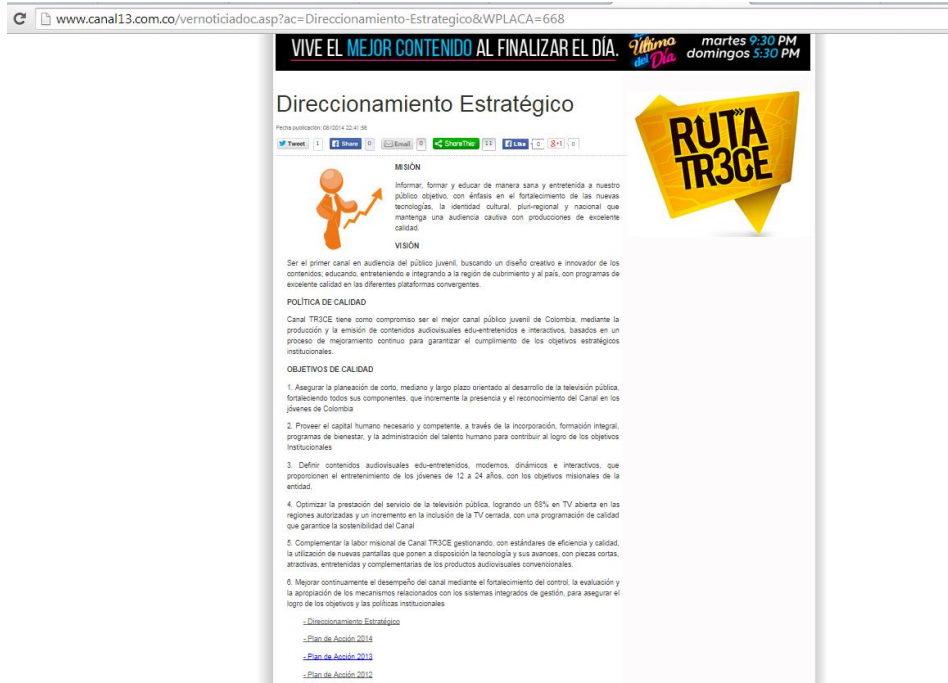 www.canal13.com.co/vernoticiadoc.asp?ac=Direccionamiento-Estrategico&WPLACA=668
VIVE EL MEJOR CONTENIDO AL FINALIZAR EL DÍA.
Último
del Día
martes 9:30 PM
domingos 5:30 PM
Direccionamiento Estratégico
Fecha publicación: 08/2014 22:41:56
Tweet 1 Share 0 Email 0 ShareThis 11 Like 0 +1 0
RUTA
TR3CE
MISIÓN
Informar, formar y educar de manera sana y entretenida a nuestro
público objetivo, con énfasis en el fortalecimiento de las nuevas
tecnologías, la identidad cultural, pluri-regional y nacional que
mantenga una audiencia cautiva con producciones de excelente
calidad.
VISIÓN
Ser el primer canal en audiencia del público juvenil, buscando un diseño creativo e innovador de los
contenidos; educando, entreteniendo e integrando a la región de cubrimiento y al país, con programas de
excelente calidad en las diferentes plataformas convergentes.
POLÍTICA DE CALIDAD
Canal TR3CE tiene como compromiso ser el mejor canal público juvenil de Colombia, mediante la
producción y la emisión de contenidos audiovisuales edu-entretenidos e interactivos, basados en un
proceso de mejoramiento continuo para garantizar el cumplimiento de los objetivos estratégicos
institucionales.
OBJETIVOS DE CALIDAD
1. Asegurar la planeación de corto, mediano y largo plazo orientado al desarrollo de la televisión pública,
fortaleciendo todos sus componentes, que incremente la presencia y el reconocimiento del Canal en los
jóvenes de Colombia
2. Proveer el capital humano necesario y competente, a través de la incorporación, formación integral,
programas de bienestar, y la administración del talento humano para contribuir al logro de los objetivos
Institucionales
3. Definir contenidos audiovisuales edu-entretenidos, modernos, dinámicos e interactivos, que
proporcionen el entretenimiento de los jóvenes de 12 a 24 años, con los objetivos misionales de la
entidad.
4. Optimizar la prestación del servicio de la televisión pública, logrando un 68% en TV abierta en las
regiones autorizadas y un incremento en la inclusión de la TV cerrada, con una programación de calidad
que garantice la sostenibilidad del Canal
5. Complementar la labor misional de Canal TR3CE gestionando, con estándares de eficiencia y calidad,
la utilización de nuevas pantallas que ponen a disposición la tecnología y sus avances, con piezas cortas,
atractivas, entretenidas y complementarias de los productos audiovisuales convencionales.
6. Mejorar continuamente el desempeño del canal mediante el fortalecimiento del control, la evaluación y
la apropiación de los mecanismos relacionados con los sistemas integrados de gestión, para asegurar el
logro de los objetivos y las políticas institucionales
- Direccionamiento Estratégico
- Plan de Acción 2014
- Plan de Acción 2013
- Plan de Acción 2012